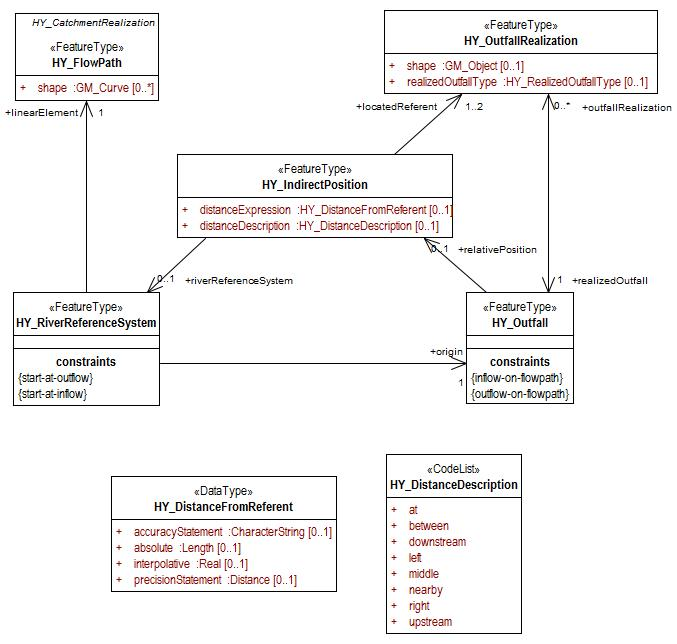 HY_CatchmentRealization
«FeatureType»
HY_FlowPath
+ shape :GM_Curve [0..*]
«FeatureType»
HY_OutfallRealization
+ shape :GM_Object [0..1]
+ realizedOutfallType :HY_RealizedOutfallType [0..1]
+linearElement 1
+locatedReferent 1..2
0..* +outfallRealization
«FeatureType»
HY_IndirectPosition
+ distanceExpression :HY_DistanceFromReferent [0..1]
+ distanceDescription :HY_DistanceDescription [0..1]
0..1 +relativePosition
0..1 +riverReferenceSystem
1 +realizedOutfall
«FeatureType»
HY_RiverReferenceSystem
constraints
{start-at-outflow}
{start-at-inflow}
+origin
1
«FeatureType»
HY_Outfall
constraints
{inflow-on-flowpath}
{outflow-on-flowpath}
«DataType»
HY_DistanceFromReferent
+ accuracyStatement :CharacterString [0..1]
+ absolute :Length [0..1]
+ interpolative :Real [0..1]
+ precisionStatement :Distance [0..1]
«CodeList»
HY_DistanceDescription
+ at
+ between
+ downstream
+ left
+ middle
+ nearby
+ right
+ upstream